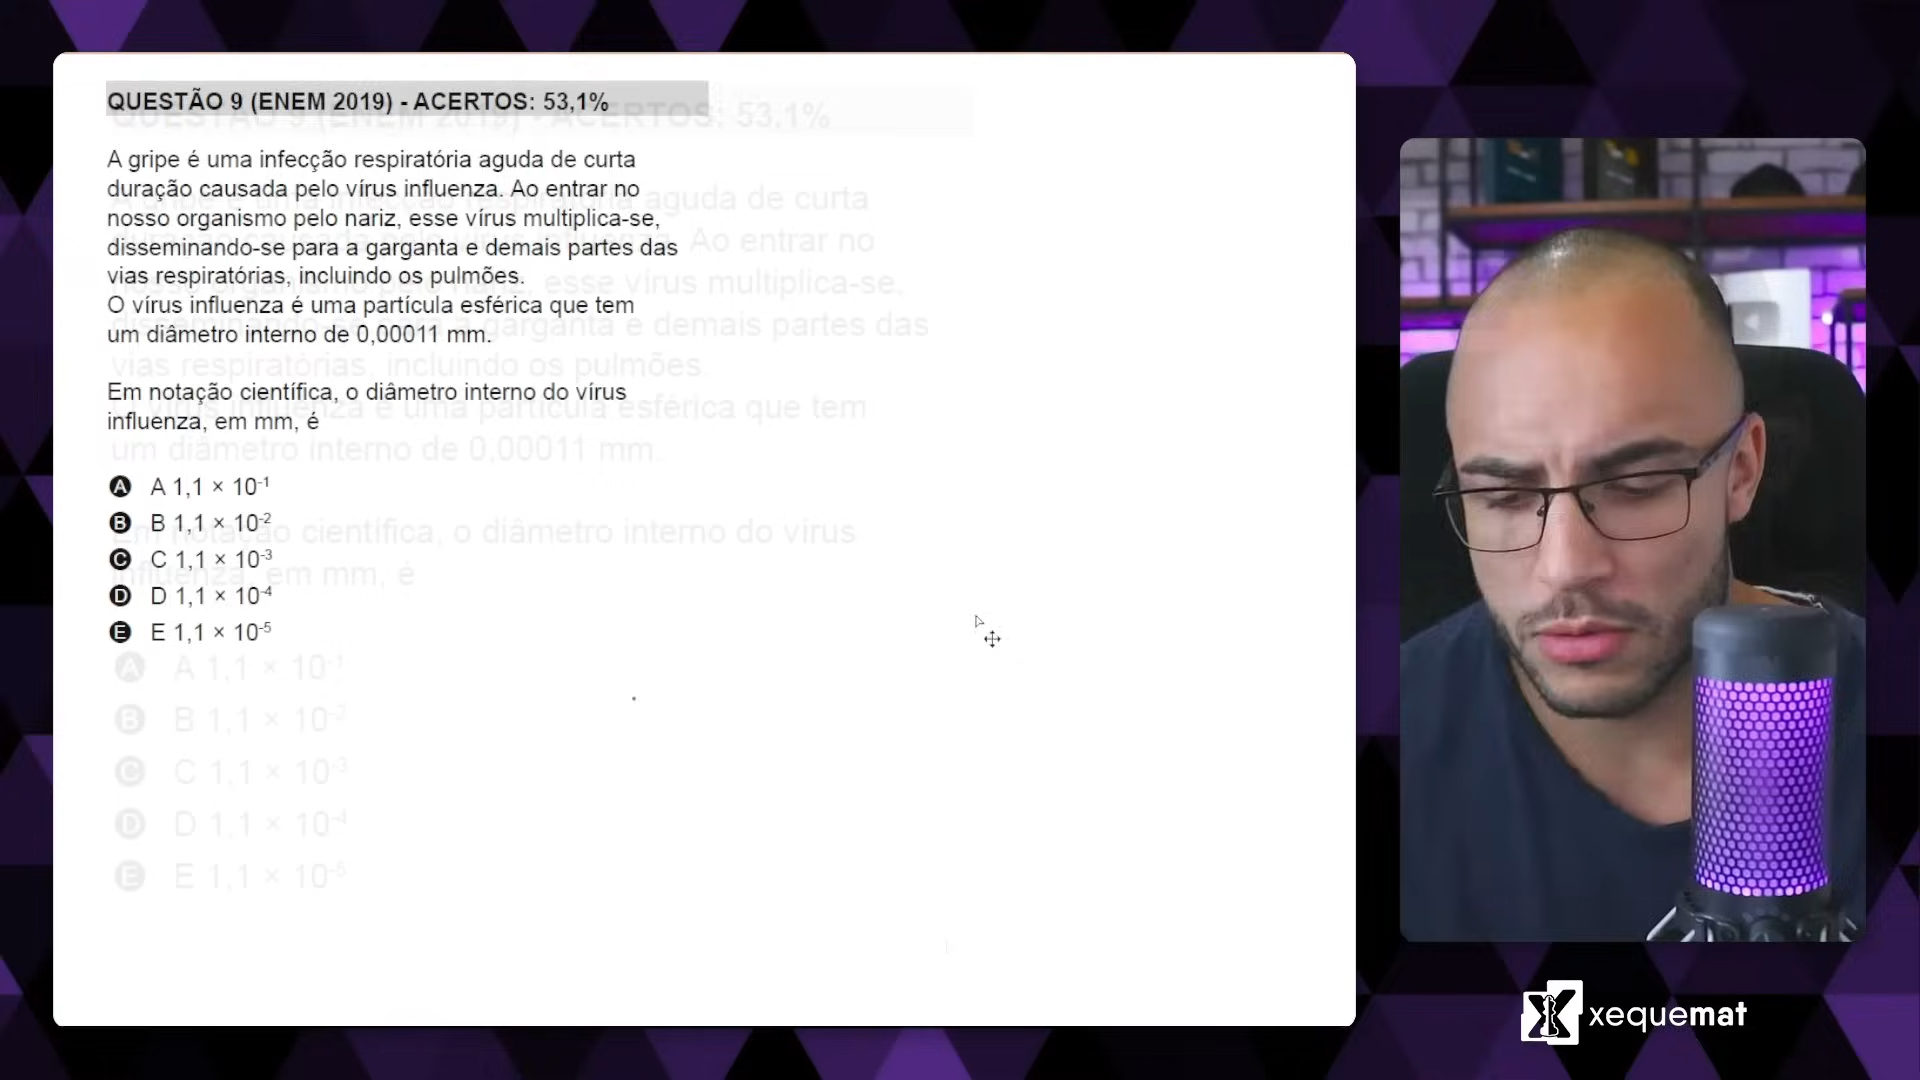 QUESTÃO 9 (ENEM 2019) - ACERTOS: 53,1%
A gripe é uma infecção respiratória aguda de curta
duração causada pelo vírus influenza. Ao entrar no
nosso organismo pelo nariz, esse vírus multiplica-se,
disseminando-se para a garganta e demais partes das
vias respiratórias, incluindo os pulmões.
O vírus influenza é uma partícula esférica que tem
um diâmetro interno de 0,00011 mm.
Em notação científica, o diâmetro interno do vírus
influenza, em mm, é
A A 1,1 × 10⁻¹
B B 1,1 × 10⁻²
C C 1,1 × 10⁻³
D D 1,1 × 10⁻⁴
E E 1,1 × 10⁻⁵
xequemat